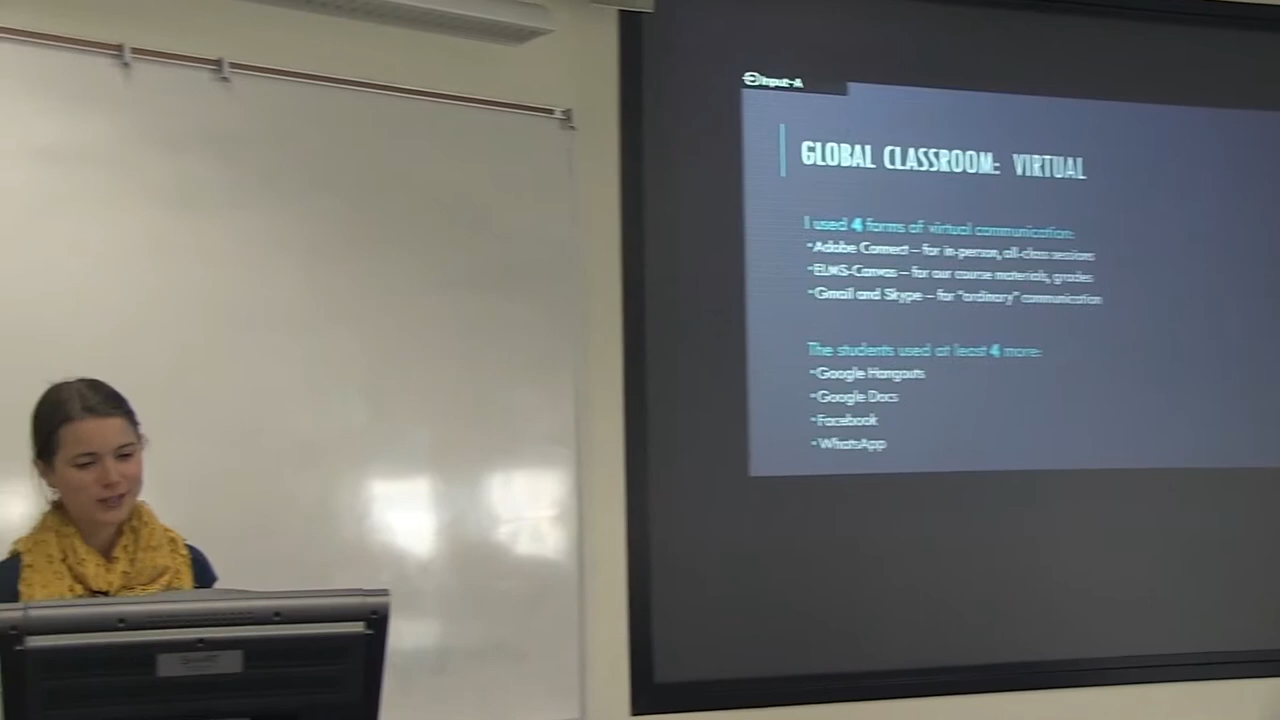 Input-A
GLOBAL CLASSROOM: VIRTUAL
I used 4 forms of virtual communication:
•Adobe Connect – for in-person, all-class sessions
•ELMS-Canvas – for our course materials, grades
•Gmail and Skype – for "ordinary" communication
The students used at least 4 more:
•Google Hangouts
•Google Docs
•Facebook
•WhatsApp